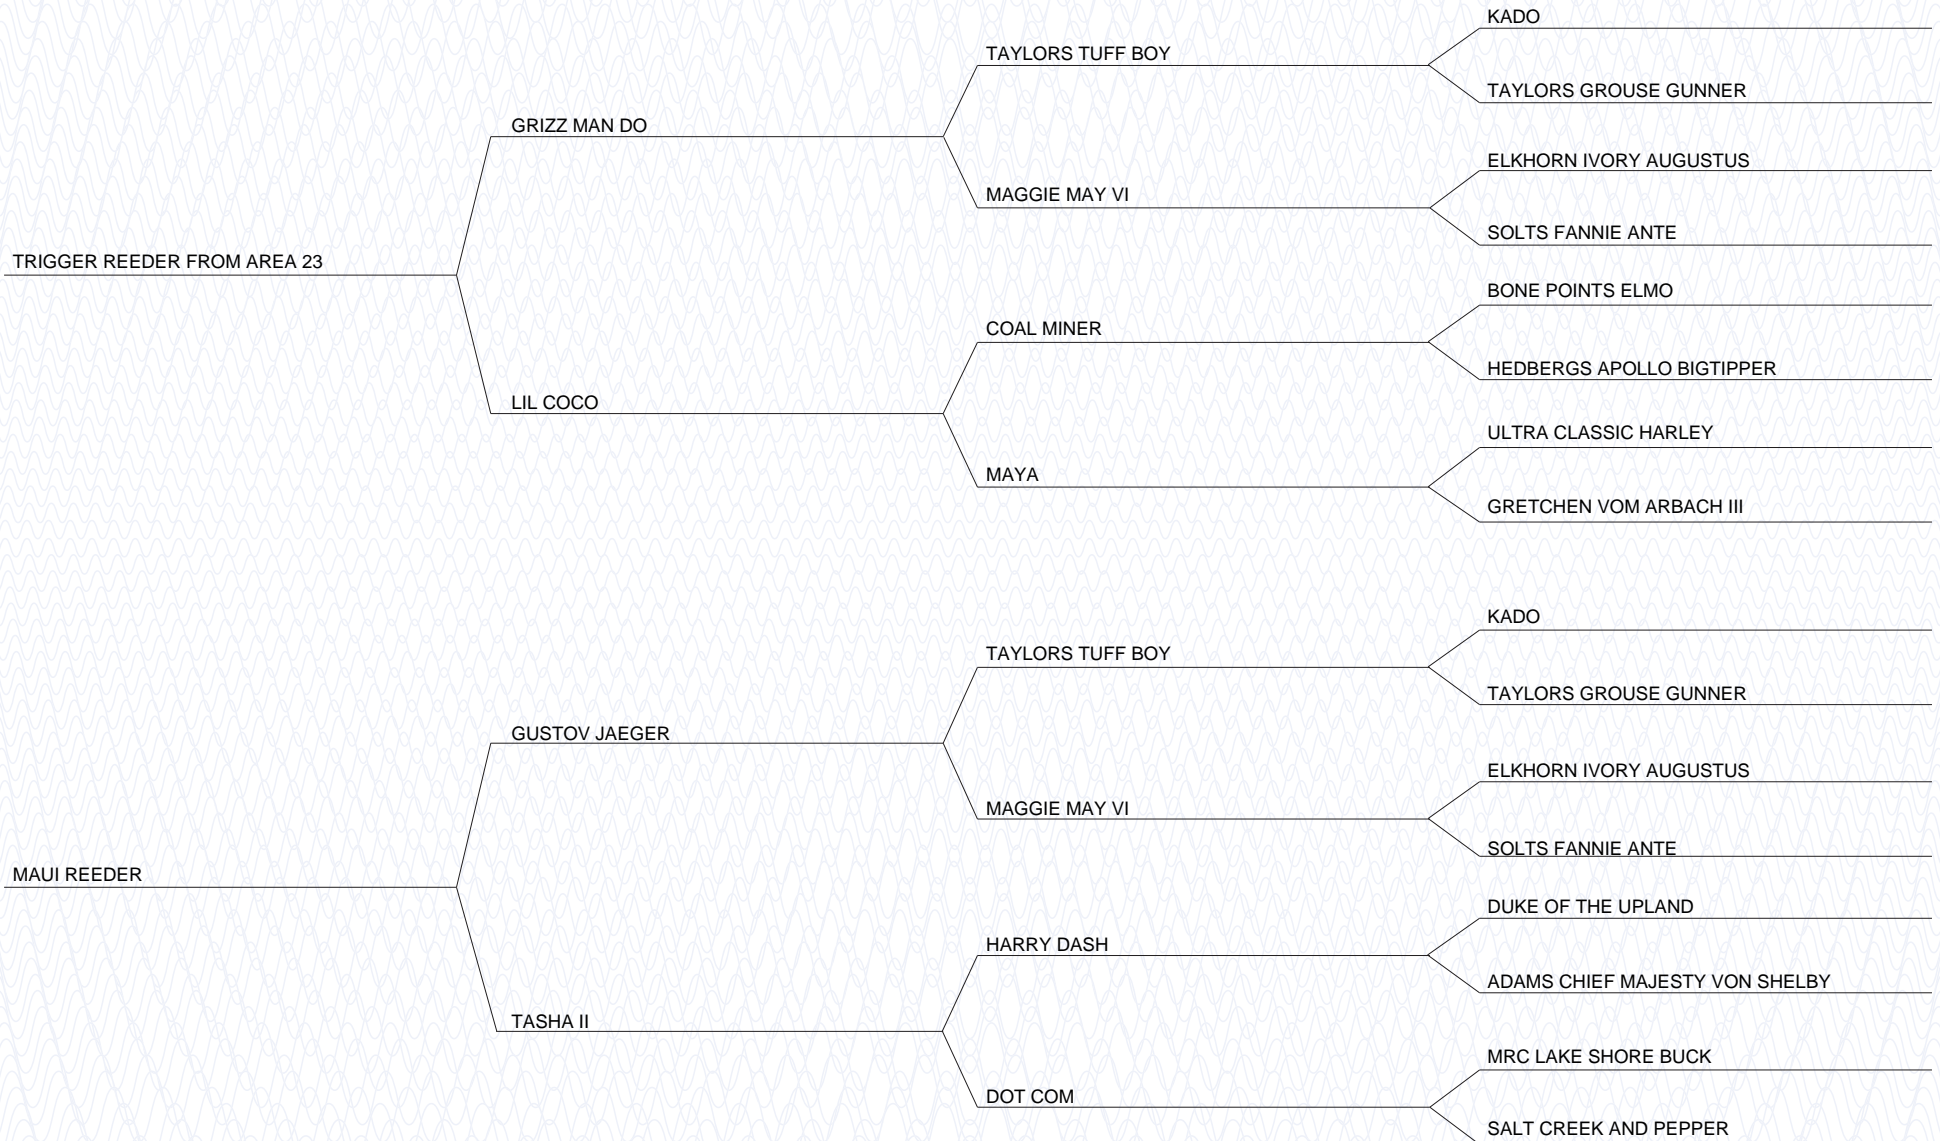 KADO
TAYLORS TUFF BOY
TAYLORS GROUSE GUNNER
GRIZZ MAN DO
ELKHORN IVORY AUGUSTUS
MAGGIE MAY VI
SOLTS FANNIE ANTE
TRIGGER REEDER FROM AREA 23
BONE POINTS ELMO
COAL MINER
HEDBERGS APOLLO BIGTIPPER
LIL COCO
ULTRA CLASSIC HARLEY
MAYA
GRETCHEN VOM ARBACH III
KADO
TAYLORS TUFF BOY
TAYLORS GROUSE GUNNER
GUSTOV JAEGER
ELKHORN IVORY AUGUSTUS
MAGGIE MAY VI
SOLTS FANNIE ANTE
MAUI REEDER
DUKE OF THE UPLAND
HARRY DASH
ADAMS CHIEF MAJESTY VON SHELBY
TASHA II
MRC LAKE SHORE BUCK
DOT COM
SALT CREEK AND PEPPER